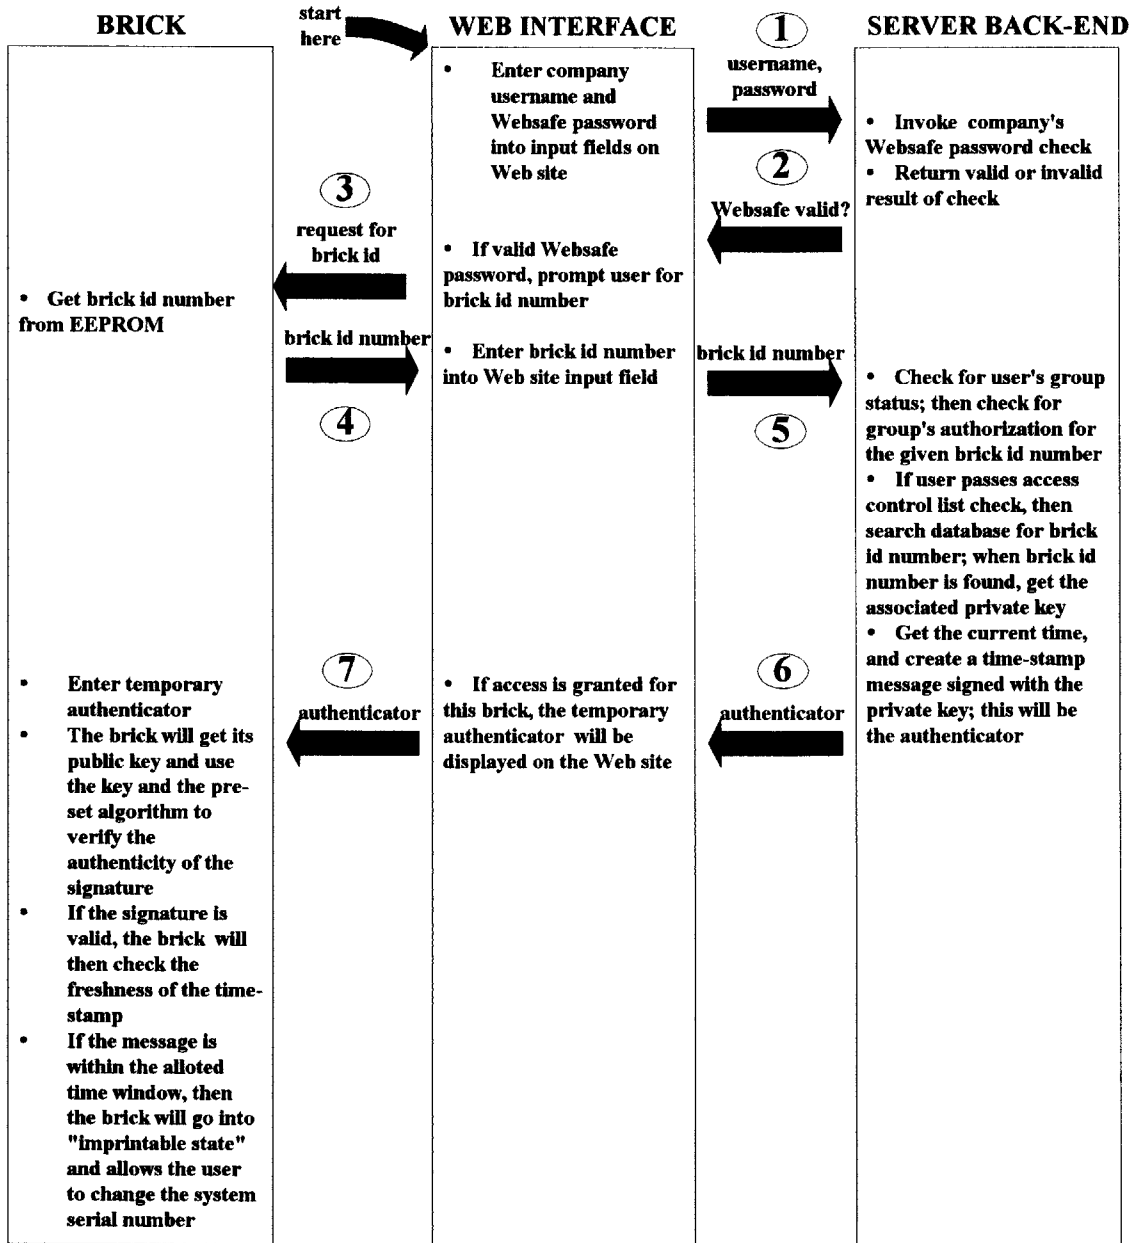 BRICK
start
here
WEB INTERFACE
1
SERVER BACK-END
• Enter company
username and
Websafe password
into input fields on
Web site
username,
password
• Invoke company's
Websafe password check
• Return valid or invalid
result of check
2
Websafe valid?
3
request for
brick id
• If valid Websafe
password, prompt user for
brick id number
• Get brick id number
from EEPROM
brick id number
4
• Enter brick id number
into Web site input field
brick id number
5
• Check for user's group
status; then check for
group's authorization for
the given brick id number
• If user passes access
control list check, then
search database for brick
id number; when brick id
number is found, get the
associated private key
• Get the current time,
and create a time-stamp
message signed with the
private key; this will be
the authenticator
6
authenticator
• If access is granted for
this brick, the temporary
authenticator will be
displayed on the Web site
7
authenticator
• Enter temporary
authenticator
• The brick will get its
public key and use
the key and the pre-
set algorithm to
verify the
authenticity of the
signature
• If the signature is
valid, the brick will
then check the
freshness of the time-
stamp
• If the message is
within the alloted
time window, then
the brick will go into
"imprintable state"
and allows the user
to change the system
serial number